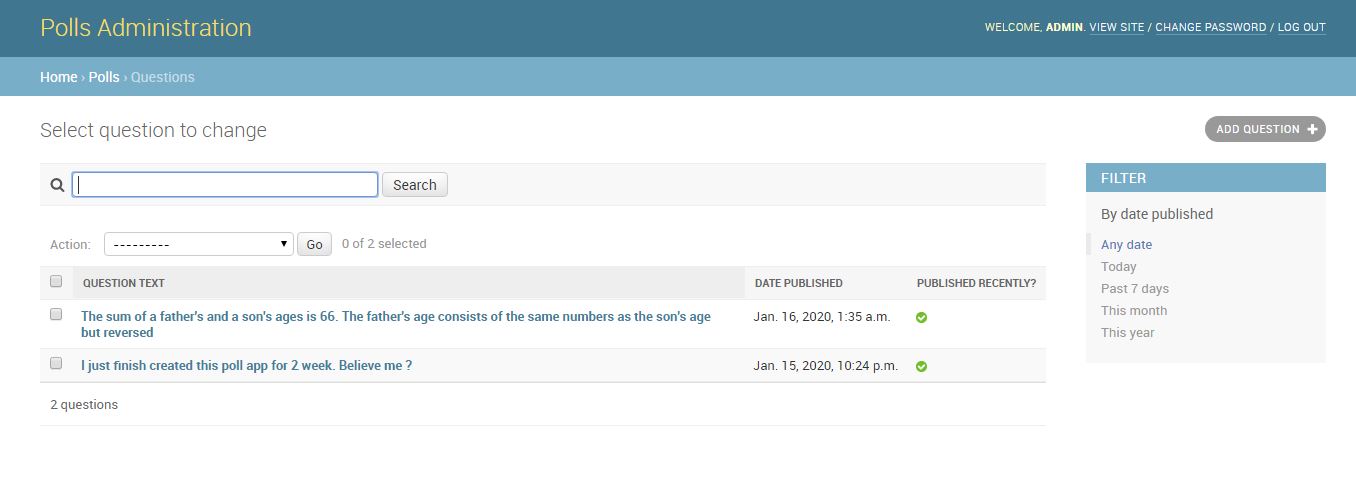 Polls Administration
WELCOME, ADMIN. VIEW SITE / CHANGE PASSWORD / LOG OUT
Home › Polls › Questions
Select question to change
ADD QUESTION +
Search
Action: --------- Go 0 of 2 selected
QUESTION TEXT DATE PUBLISHED PUBLISHED RECENTLY?
The sum of a father's and a son's ages is 66. The father's age consists of the same numbers as the son's age
but reversed
Jan. 16, 2020, 1:35 a.m.
I just finish created this poll app for 2 week. Believe me ? Jan. 15, 2020, 10:24 p.m.
2 questions
FILTER
By date published
Any date
Today
Past 7 days
This month
This year